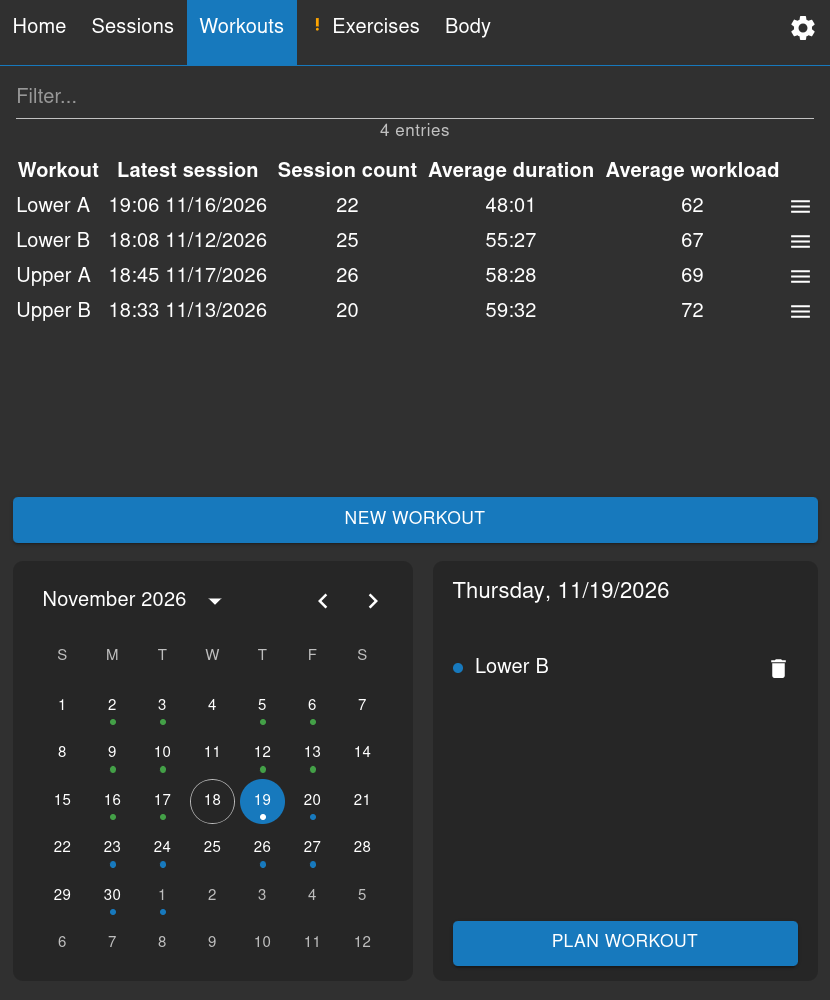 Home Sessions Workouts ! Exercises Body
Filter...
4 entries
Workout Latest session Session count Average duration Average workload
Lower A 19:06 11/16/2026 22 48:01 62
Lower B 18:08 11/12/2026 25 55:27 67
Upper A 18:45 11/17/2026 26 58:28 69
Upper B 18:33 11/13/2026 20 59:32 72
NEW WORKOUT
November 2026
S M T W T F S
1 2 3 4 5 6 7
8 9 10 11 12 13 14
15 16 17 18 19 20 21
22 23 24 25 26 27 28
29 30 1 2 3 4 5
6 7 8 9 10 11 12
Thursday, 11/19/2026
Lower B
PLAN WORKOUT